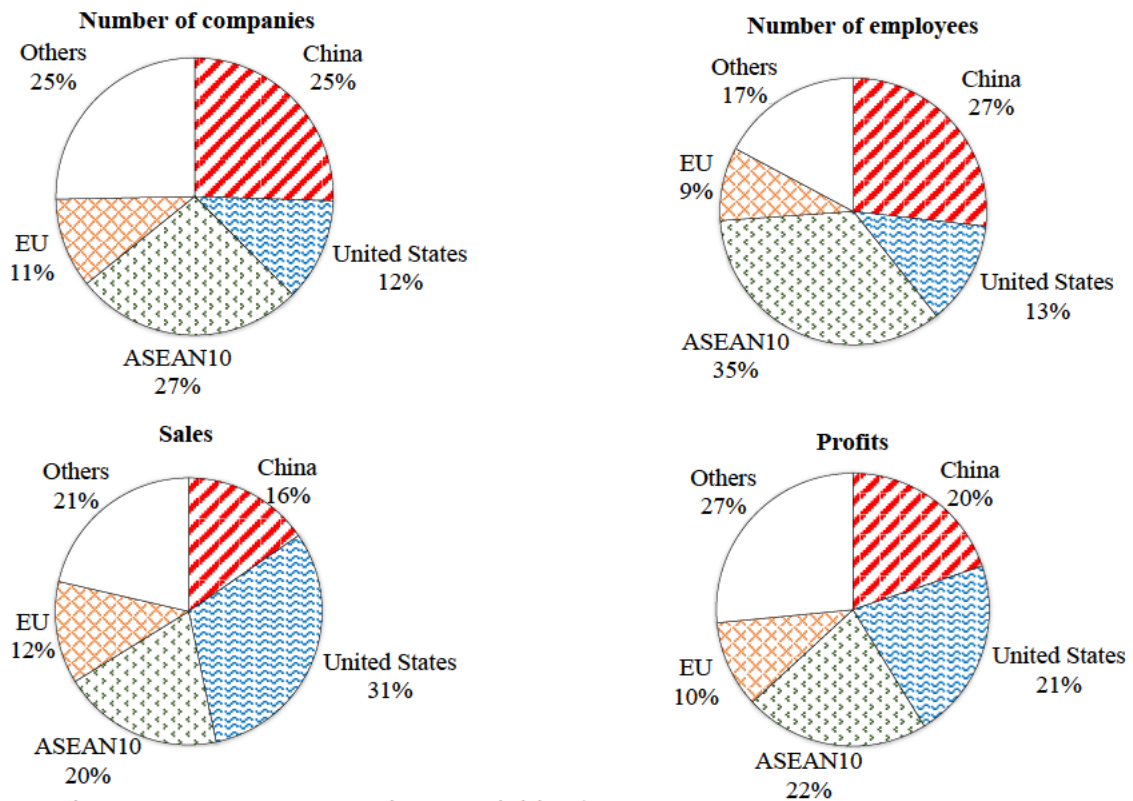 Number of companies
Others
25%
China
25%
EU
11%
United States
12%
ASEAN10
27%
Number of employees
Others
17%
China
27%
EU
9%
United States
13%
ASEAN10
35%
Sales
Others
21%
China
16%
EU
12%
United States
31%
ASEAN10
20%
Profits
Others
27%
China
20%
EU
10%
United States
21%
ASEAN10
22%